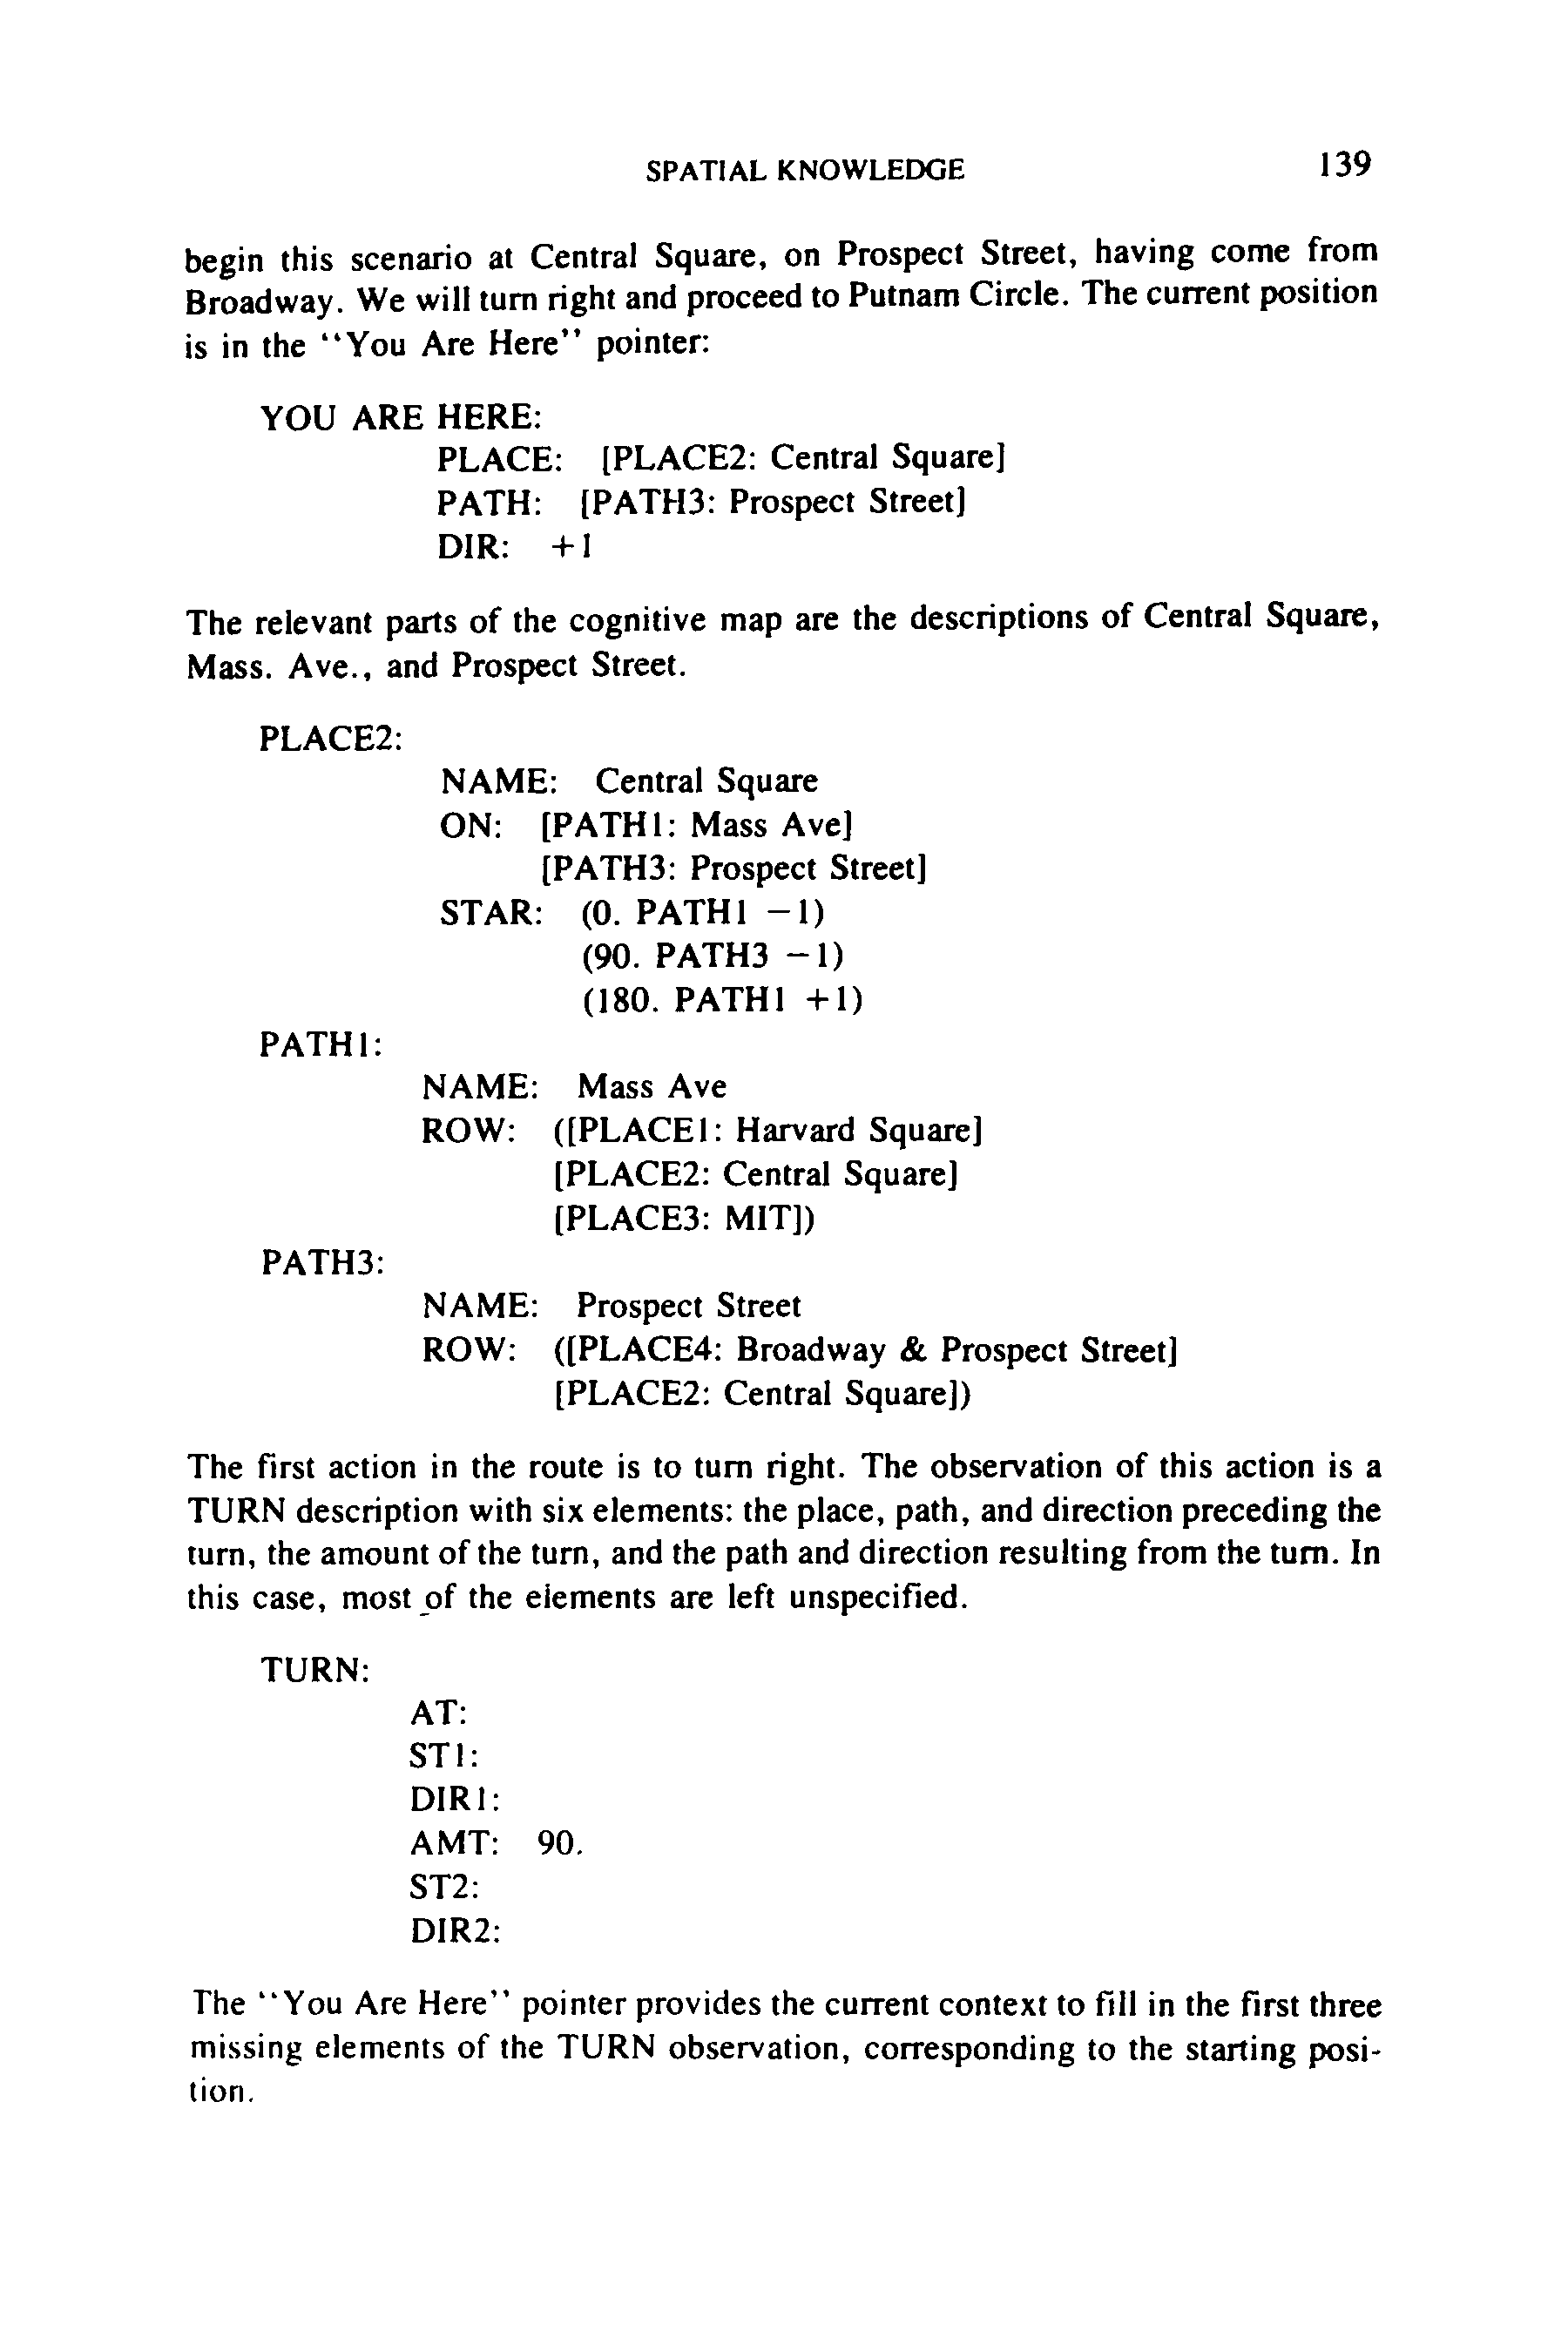 SPATIAL KNOWLEDGE 139
begin this scenario at Central Square, on Prospect Street, having come from
Broadway. We will turn right and proceed to Putnam Circle. The current position
is in the “You Are Here” pointer:
YOU ARE HERE:
PLACE: [PLACE2: Central Square]
PATH: [PATH3: Prospect Street]
DIR: +1
The relevant parts of the cognitive map are the descriptions of Central Square,
Mass. Ave., and Prospect Street.
PLACE2:
NAME: Central Square
ON: [PATH1: Mass Ave]
[PATH3: Prospect Street]
STAR: (0. PATH1 −1)
(90. PATH3 −1)
(180. PATH1 +1)
PATH1:
NAME: Mass Ave
ROW: ([PLACE1: Harvard Square]
[PLACE2: Central Square]
[PLACE3: MIT])
PATH3:
NAME: Prospect Street
ROW: ([PLACE4: Broadway & Prospect Street]
[PLACE2: Central Square])
The first action in the route is to turn right. The observation of this action is a
TURN description with six elements: the place, path, and direction preceding the
turn, the amount of the turn, and the path and direction resulting from the turn. In
this case, most of the elements are left unspecified.
TURN:
AT:
ST1:
DIR1:
AMT: 90.
ST2:
DIR2:
The “You Are Here” pointer provides the current context to fill in the first three
missing elements of the TURN observation, corresponding to the starting posi-
tion.